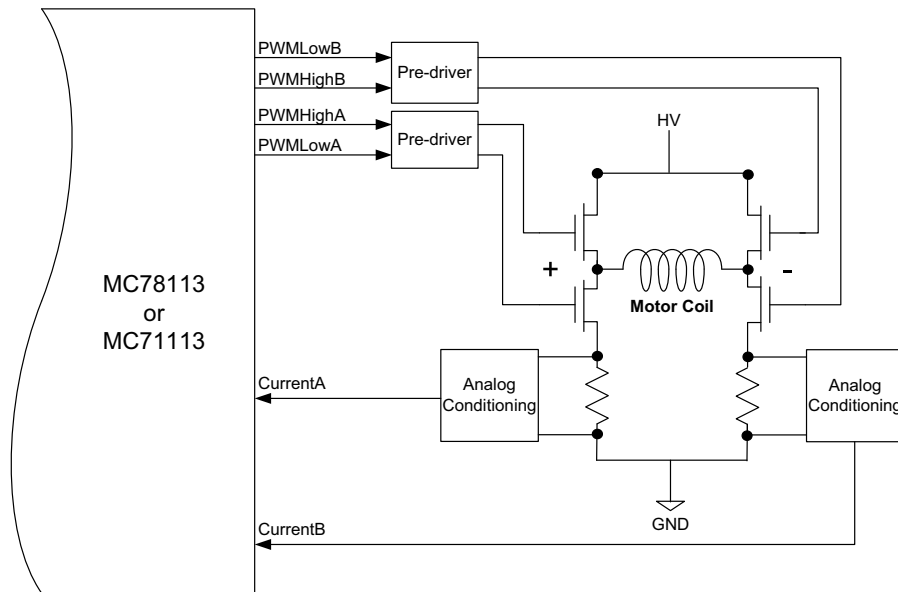 PWMLowB
PWMHighB
Pre-driver
PWMHighA
PWMLowA
Pre-driver
HV
+
-
Motor Coil
MC78113
or
MC71113
CurrentA
Analog
Conditioning
Analog
Conditioning
GND
CurrentB